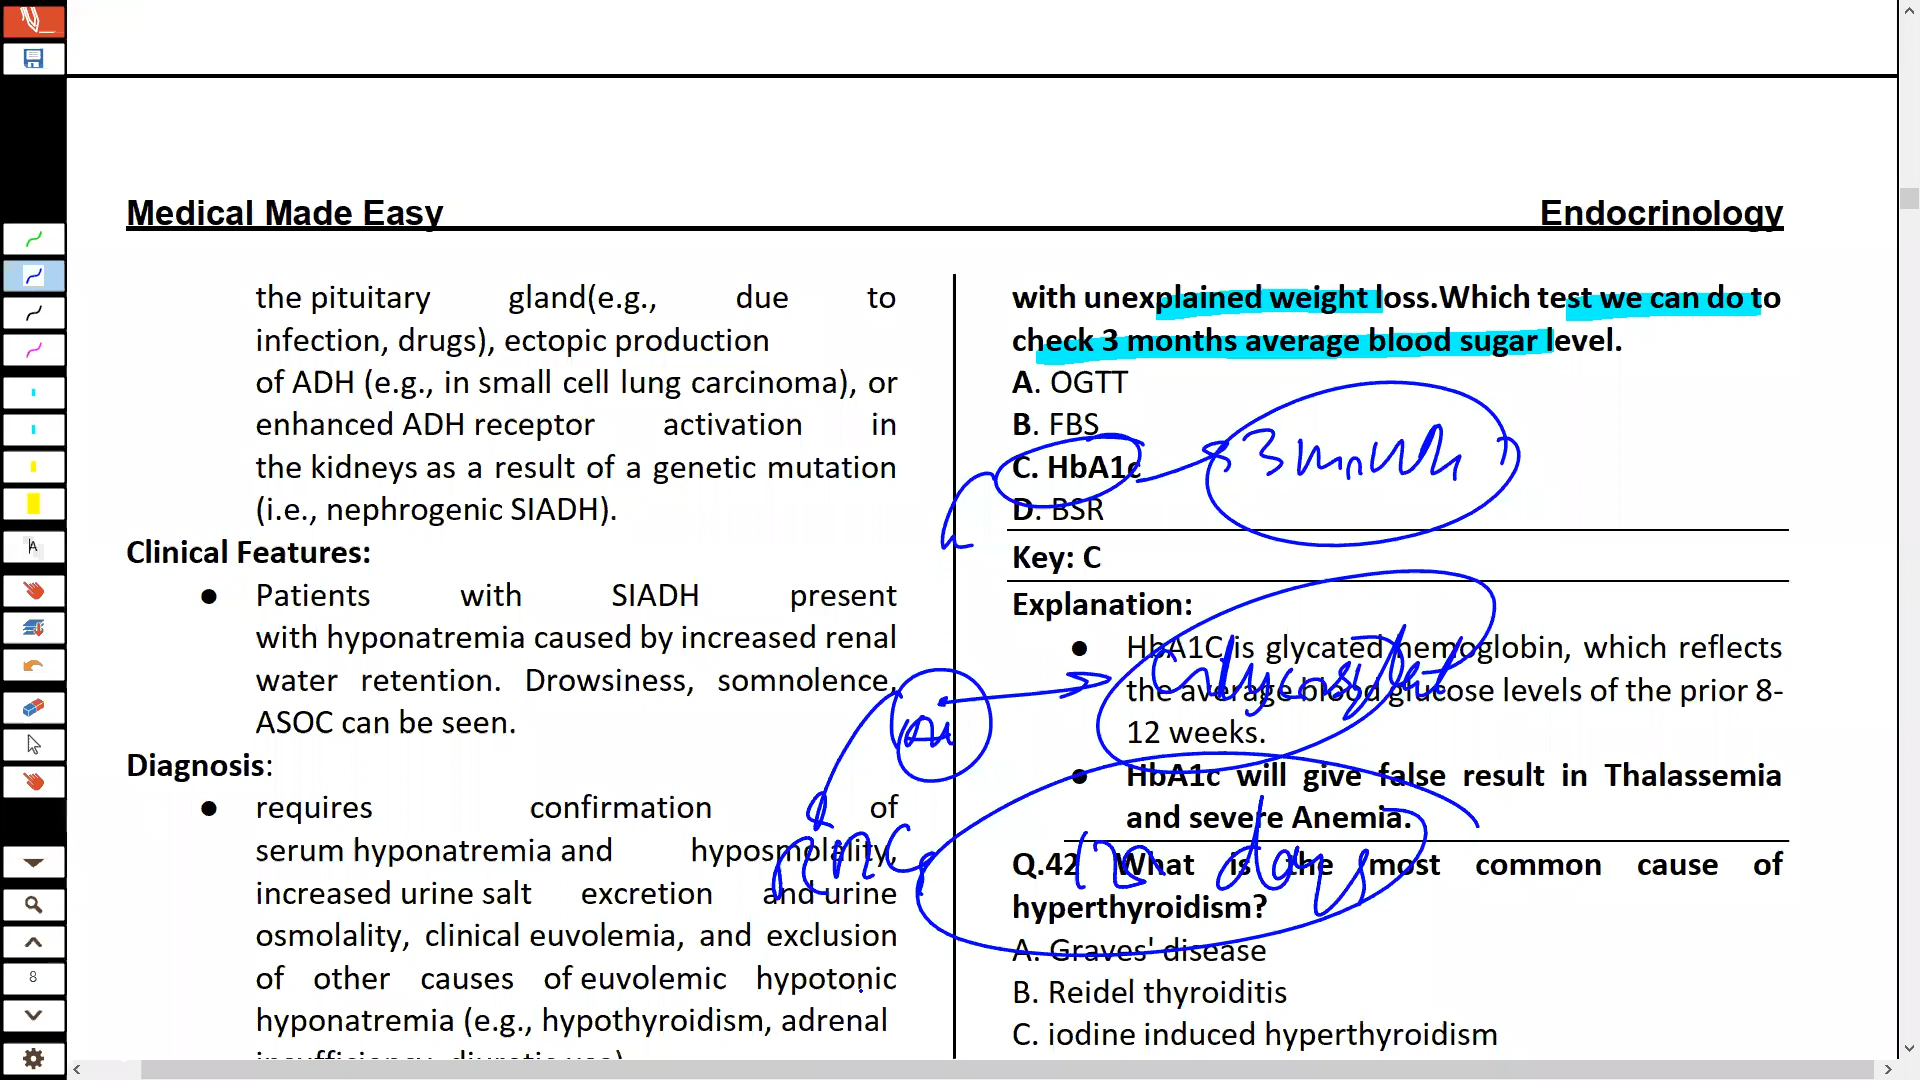 Medical Made Easy
Endocrinology
the pituitary gland(e.g., due to
infection, drugs), ectopic production
of ADH (e.g., in small cell lung carcinoma), or
enhanced ADH receptor activation in
the kidneys as a result of a genetic mutation
(i.e., nephrogenic SIADH).
Clinical Features:
● Patients with SIADH present
with hyponatremia caused by increased renal
water retention. Drowsiness, somnolence,
ASOC can be seen.
Diagnosis:
● requires confirmation of
serum hyponatremia and hyposmolality,
increased urine salt excretion and urine
osmolality, clinical euvolemia, and exclusion
of other causes of euvolemic hypotonic
hyponatremia (e.g., hypothyroidism, adrenal
insufficiency, diuretic use)
with unexplained weight loss.Which test we can do to
check 3 months average blood sugar level.
A. OGTT
B. FBS
C. HbA1c
3 month
D. BSR
Key: C
Explanation:
● HbA1C is glycated hemoglobin, which reflects
the average blood glucose levels of the prior 8-
12 weeks.
● HbA1c will give false result in Thalassemia
and severe Anemia.
120 days
Q.42 What is the most common cause of
hyperthyroidism?
A. Graves' disease
B. Reidel thyroiditis
C. iodine induced hyperthyroidism
8